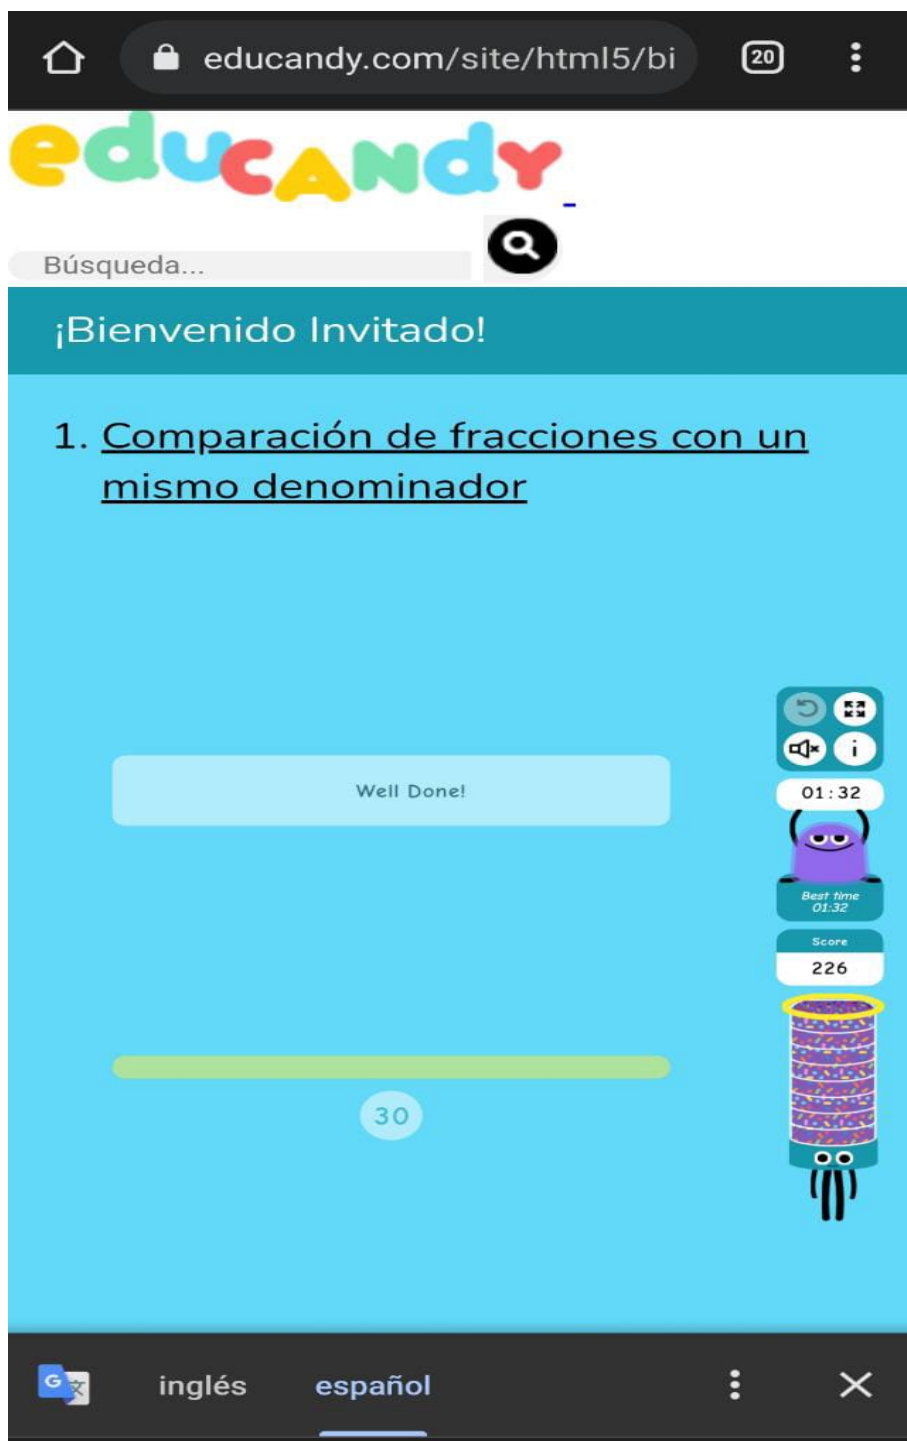 educandy.com/site/html5/bi
20
eduCANdY
Búsqueda...
¡Bienvenido Invitado!
1. Comparación de fracciones con un
mismo denominador
i
Well Done!
01:32
Best time
01:32
Score
226
30
G 文
inglés español